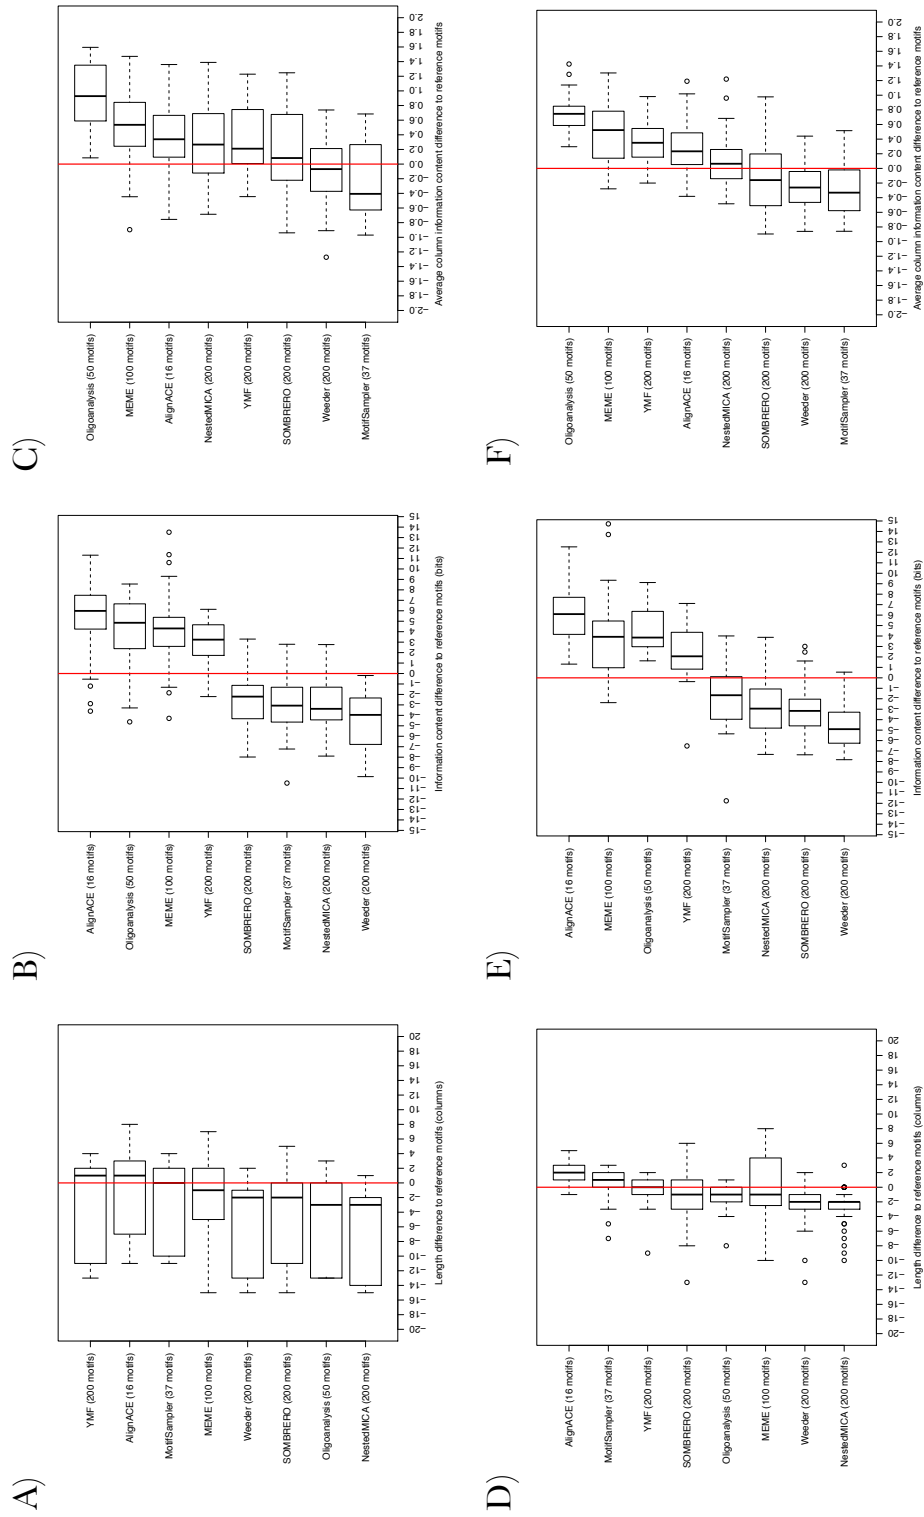 A)
YMF (200 motifs)
AlignACE (16 motifs)
MotifSampler (37 motifs)
MEME (100 motifs)
Weeder (200 motifs)
SOMBRERO (200 motifs)
Oligoanalysis (50 motifs)
NestedMICA (200 motifs)
−20 −18 −16 −14 −12 −10 −8 −6 −4 −2 0 2 4 6 8 10 12 14 16 18 20
Length difference to reference motifs (columns)
B)
AlignACE (16 motifs)
Oligoanalysis (50 motifs)
MEME (100 motifs)
YMF (200 motifs)
SOMBRERO (200 motifs)
MotifSampler (37 motifs)
NestedMICA (200 motifs)
Weeder (200 motifs)
−15 −14 −13 −12 −11 −10 −9 −8 −7 −6 −5 −4 −3 −2 −1 0 1 2 3 4 5 6 7 8 9 10 11 12 13 14 15
Information content difference to reference motifs (bits)
C)
Oligoanalysis (50 motifs)
MEME (100 motifs)
AlignACE (16 motifs)
NestedMICA (200 motifs)
YMF (200 motifs)
SOMBRERO (200 motifs)
Weeder (200 motifs)
MotifSampler (37 motifs)
−2.0 −1.8 −1.6 −1.4 −1.2 −1.0 −0.8 −0.6 −0.4 −0.2 0.0 0.2 0.4 0.6 0.8 1.0 1.2 1.4 1.6 1.8 2.0
Average column information content difference to reference motifs
D)
AlignACE (16 motifs)
MotifSampler (37 motifs)
YMF (200 motifs)
SOMBRERO (200 motifs)
Oligoanalysis (50 motifs)
MEME (100 motifs)
Weeder (200 motifs)
NestedMICA (200 motifs)
−20 −18 −16 −14 −12 −10 −8 −6 −4 −2 0 2 4 6 8 10 12 14 16 18 20
Length difference to reference motifs (columns)
E)
AlignACE (16 motifs)
MEME (100 motifs)
Oligoanalysis (50 motifs)
YMF (200 motifs)
MotifSampler (37 motifs)
NestedMICA (200 motifs)
SOMBRERO (200 motifs)
Weeder (200 motifs)
−15 −14 −13 −12 −11 −10 −9 −8 −7 −6 −5 −4 −3 −2 −1 0 1 2 3 4 5 6 7 8 9 10 11 12 13 14 15
Information content difference to reference motifs (bits)
F)
Oligoanalysis (50 motifs)
MEME (100 motifs)
YMF (200 motifs)
AlignACE (16 motifs)
NestedMICA (200 motifs)
SOMBRERO (200 motifs)
Weeder (200 motifs)
MotifSampler (37 motifs)
−2.0 −1.8 −1.6 −1.4 −1.2 −1.0 −0.8 −0.6 −0.4 −0.2 0.0 0.2 0.4 0.6 0.8 1.0 1.2 1.4 1.6 1.8 2.0
Average column information content difference to reference motifs